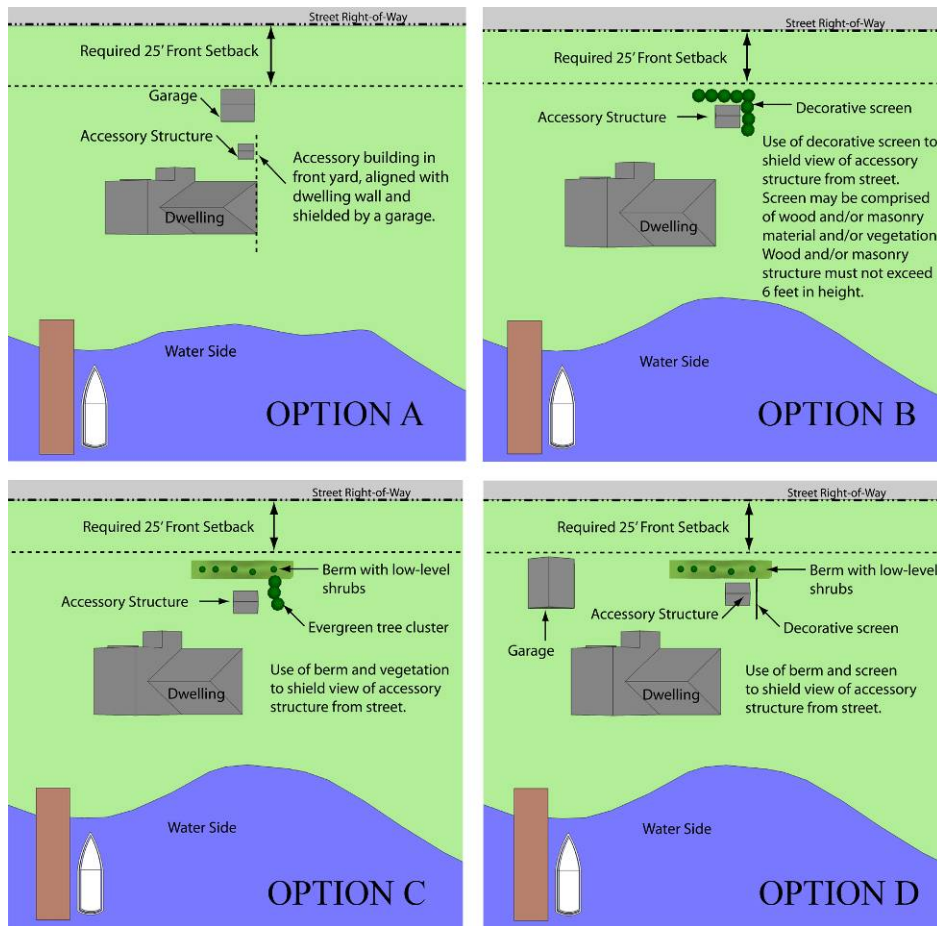 Street Right-of-Way
Required 25' Front Setback
Garage
Accessory Structure
Accessory building in
front yard, aligned with
dwelling wall and
shielded by a garage.
Dwelling
Water Side
OPTION A
Street Right-of-Way
Required 25' Front Setback
Decorative screen
Accessory Structure
Use of decorative screen to
shield view of accessory
structure from street.
Screen may be comprised
of wood and/or masonry
material and/or vegetation
Wood and/or masonry
structure must not exceed
6 feet in height.
Dwelling
Water Side
OPTION B
Street Right-of-Way
Required 25' Front Setback
Berm with low-level
shrubs
Accessory Structure
Evergreen tree cluster
Use of berm and vegetation
to shield view of accessory
structure from street.
Dwelling
Water Side
OPTION C
Street Right-of-Way
Required 25' Front Setback
Berm with low-level
shrubs
Accessory Structure
Decorative screen
Garage
Use of berm and screen
to shield view of accessory
structure from street.
Dwelling
Water Side
OPTION D